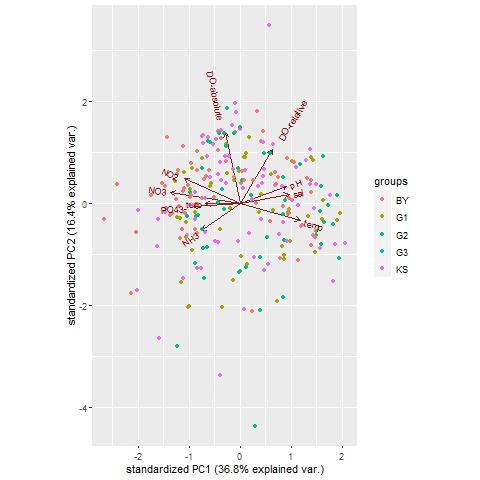 DO-absolute
DO-relative
NO3
pH
sal
PO43
turb
temp
NH3
2
0
-2
-4
-2
-1
0
1
2
standardized PC1 (36.8% explained var.)
standardized PC2 (16.4% explained var.)
groups
BY
G1
G2
G3
KS